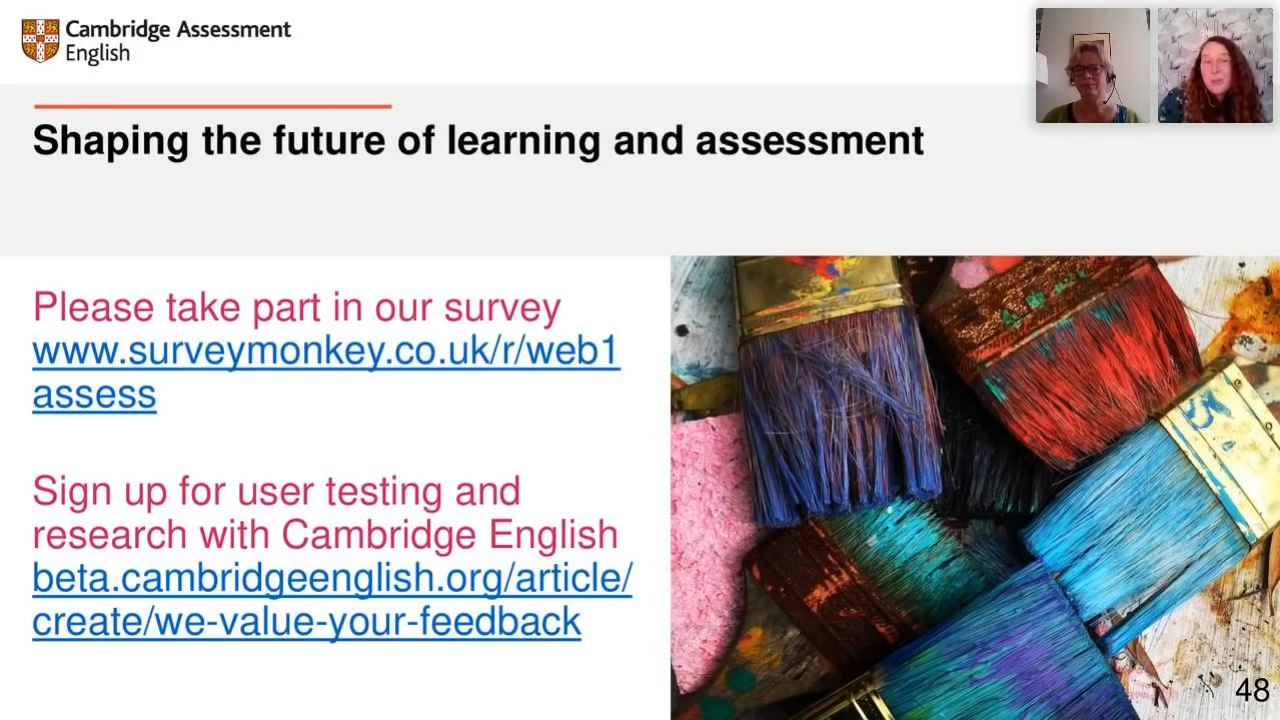 Cambridge Assessment
English
Shaping the future of learning and assessment
Please take part in our survey
www.surveymonkey.co.uk/r/web1
assess
Sign up for user testing and
research with Cambridge English
beta.cambridgeenglish.org/article/
create/we-value-your-feedback
48